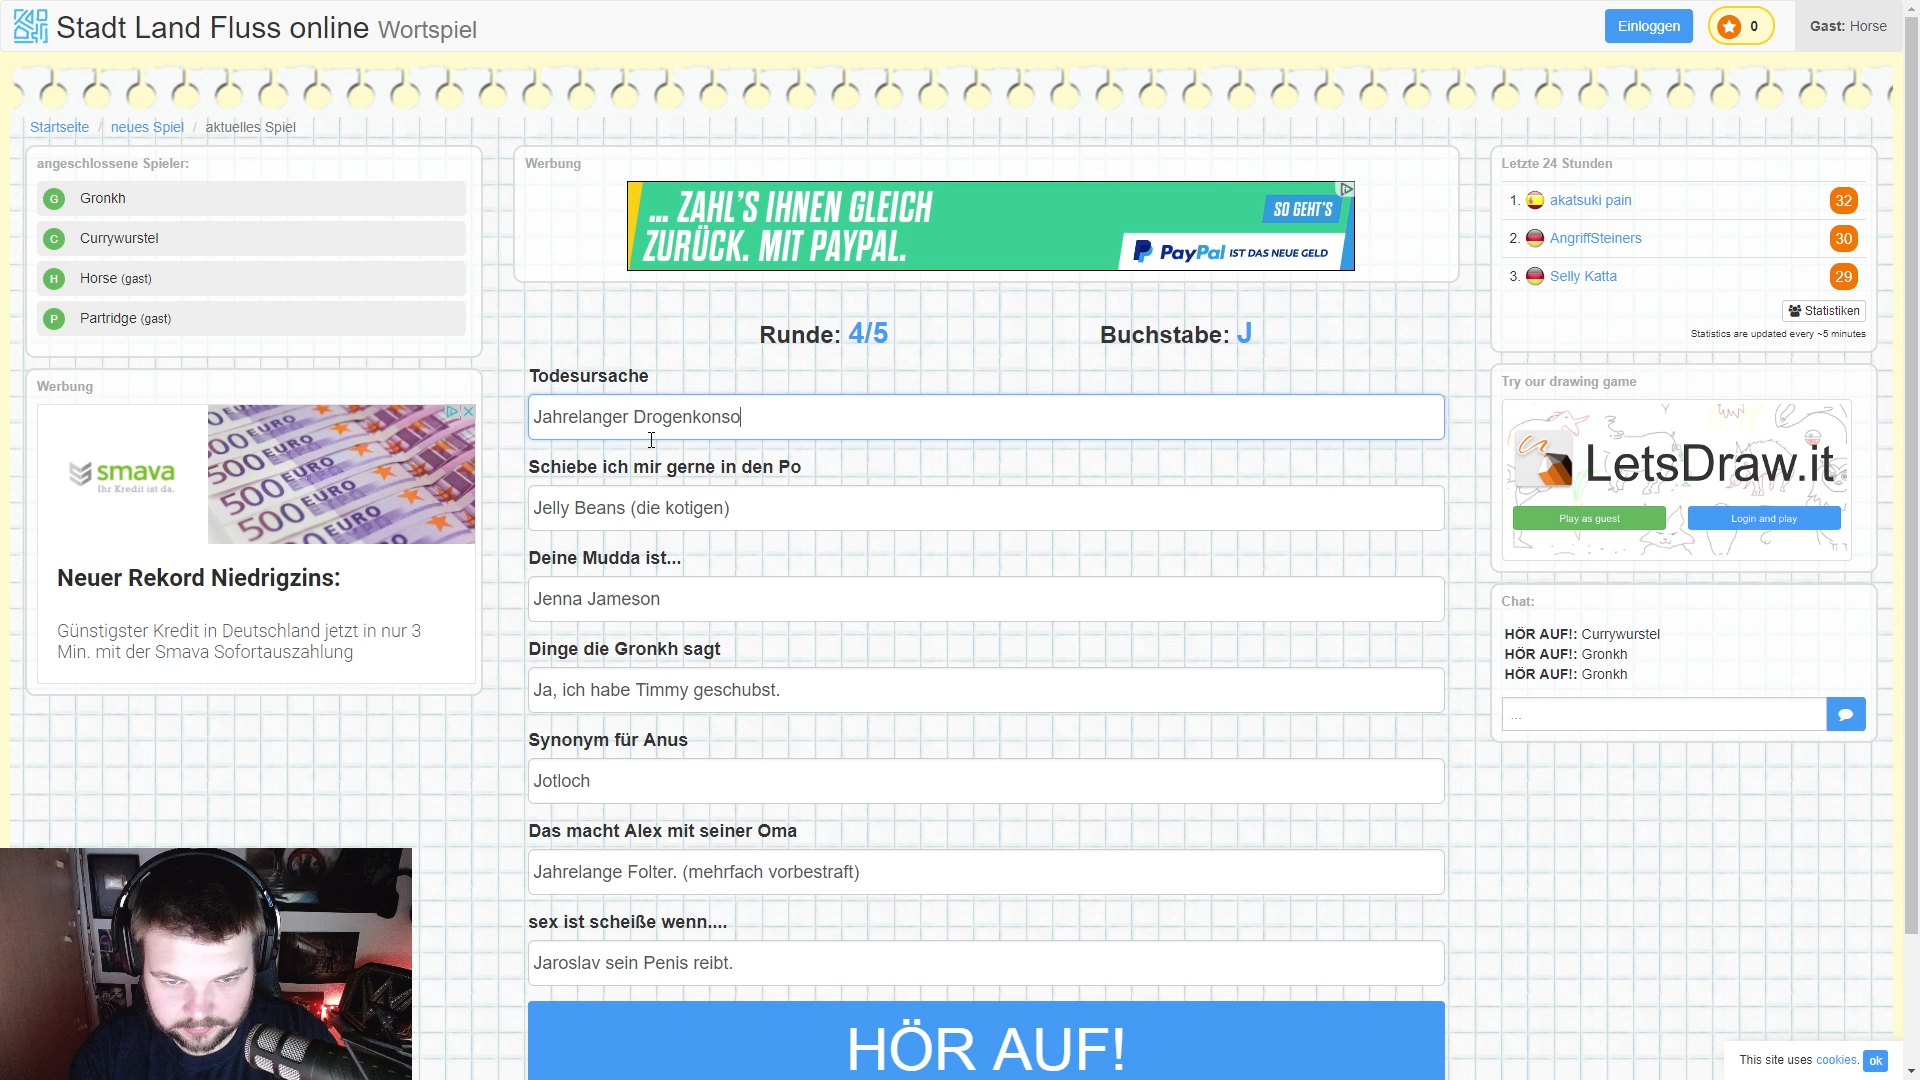 Stadt Land Fluss online Wortspiel
Einloggen
0
Gast: Horse
Startseite / neues Spiel / aktuelles Spiel
angeschlossene Spieler:
G Gronkh
C Currywurstel
H Horse (gast)
P Partridge (gast)
Werbung
smava
Ihr Kredit ist da.
500 EURO
500 EURO
500 EURO
500 EURO
Neuer Rekord Niedrigzins:
Günstigster Kredit in Deutschland jetzt in nur 3
Min. mit der Smava Sofortauszahlung
Werbung
... ZAHL'S IHNEN GLEICH
ZURÜCK. MIT PAYPAL.
SO GEHT'S
PayPal IST DAS NEUE GELD
Runde: 4/5
Buchstabe: J
Todesursache
Jahrelanger Drogenkonso
Schiebe ich mir gerne in den Po
Jelly Beans (die kotigen)
Deine Mudda ist...
Jenna Jameson
Dinge die Gronkh sagt
Ja, ich habe Timmy geschubst.
Synonym für Anus
Jotloch
Das macht Alex mit seiner Oma
Jahrelange Folter. (mehrfach vorbestraft)
sex ist scheiße wenn....
Jaroslav sein Penis reibt.
HÖR AUF!
Letzte 24 Stunden
1. akatsuki pain 32
2. AngriffSteiners 30
3. Selly Katta 29
Statistiken
Statistics are updated every ~5 minutes
Try our drawing game
LetsDraw.it
Play as guest
Login and play
Chat:
HÖR AUF!: Currywurstel
HÖR AUF!: Gronkh
HÖR AUF!: Gronkh
...
This site uses cookies. ok